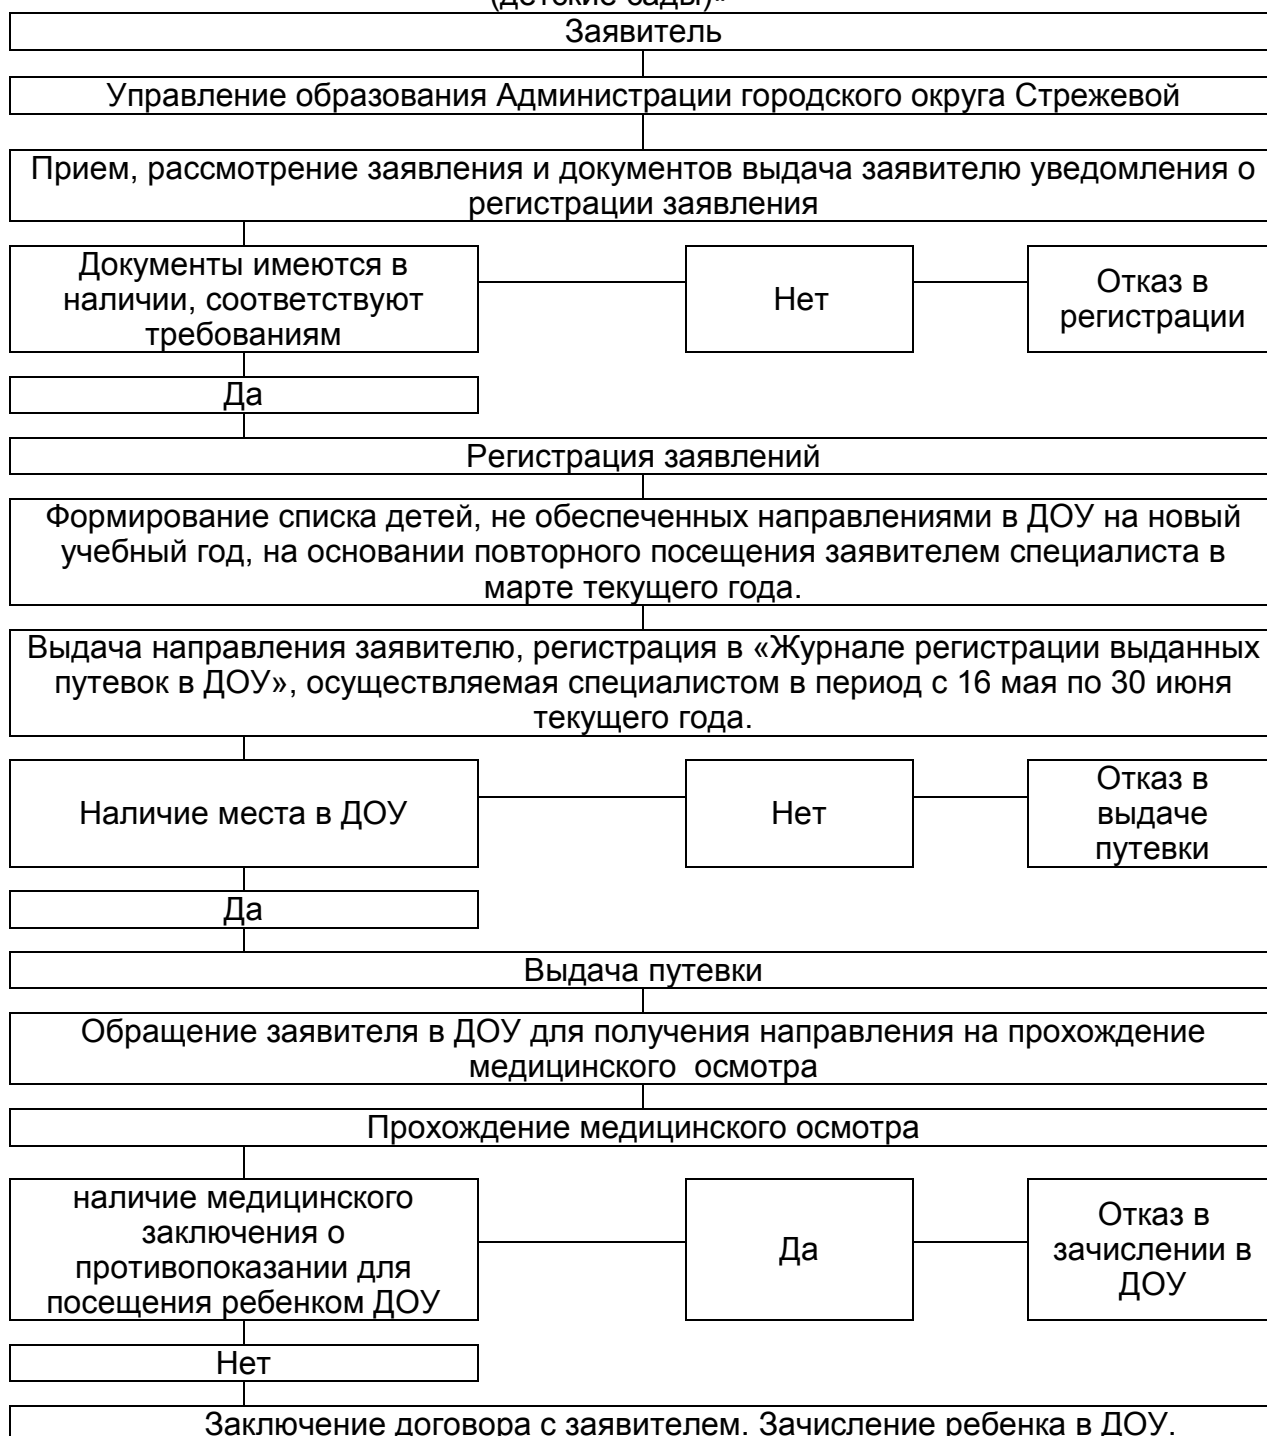 (детские сады)»
Заявитель
Управление образования Администрации городского округа Стрежевой
Прием, рассмотрение заявления и документов выдача заявителю уведомления о
регистрации заявления
Документы имеются в
наличии, соответствуют
требованиям
Нет
Отказ в
регистрации
Да
Регистрация заявлений
Формирование списка детей, не обеспеченных направлениями в ДОУ на новый
учебный год, на основании повторного посещения заявителем специалиста в
марте текущего года.
Выдача направления заявителю, регистрация в «Журнале регистрации выданных
путевок в ДОУ», осуществляемая специалистом в период с 16 мая по 30 июня
текущего года.
Наличие места в ДОУ
Нет
Отказ в
выдаче
путевки
Да
Выдача путевки
Обращение заявителя в ДОУ для получения направления на прохождение
медицинского осмотра
Прохождение медицинского осмотра
наличие медицинского
заключения о
противопоказании для
посещения ребенком ДОУ
Да
Отказ в
зачислении в
ДОУ
Нет
Заключение договора с заявителем. Зачисление ребенка в ДОУ.